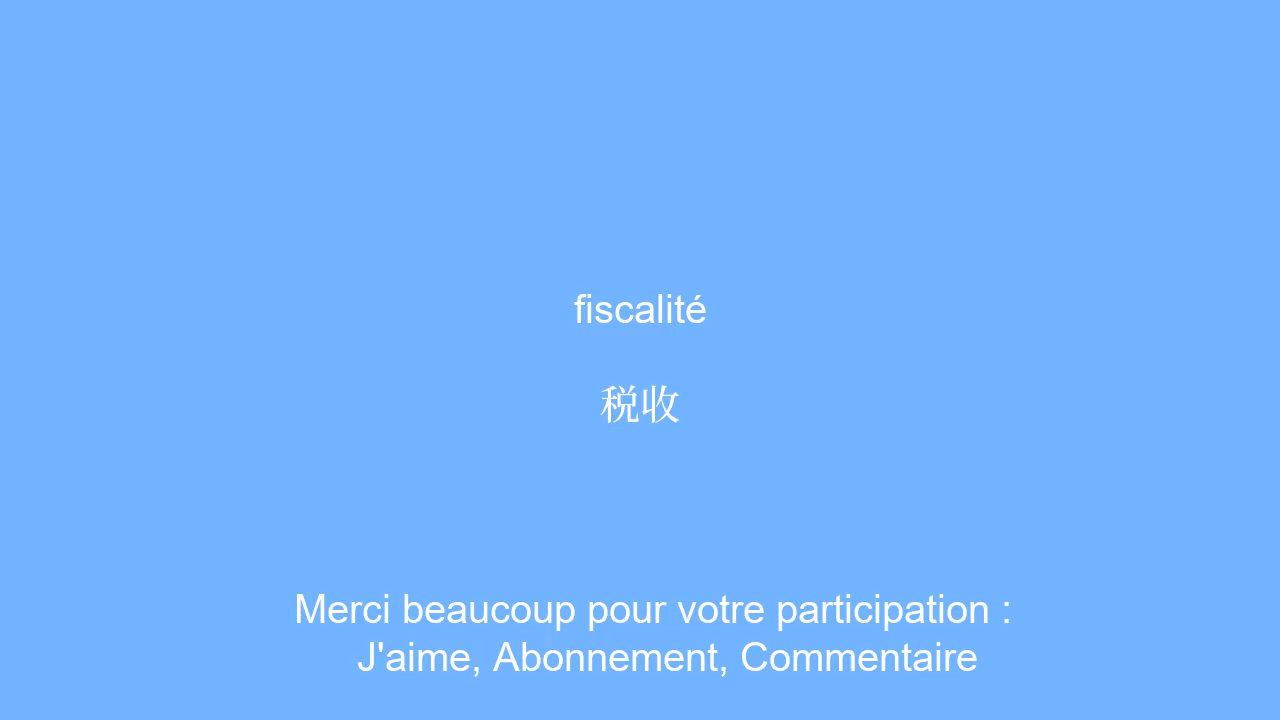 fiscalité
税收
Merci beaucoup pour votre participation :
J'aime, Abonnement, Commentaire